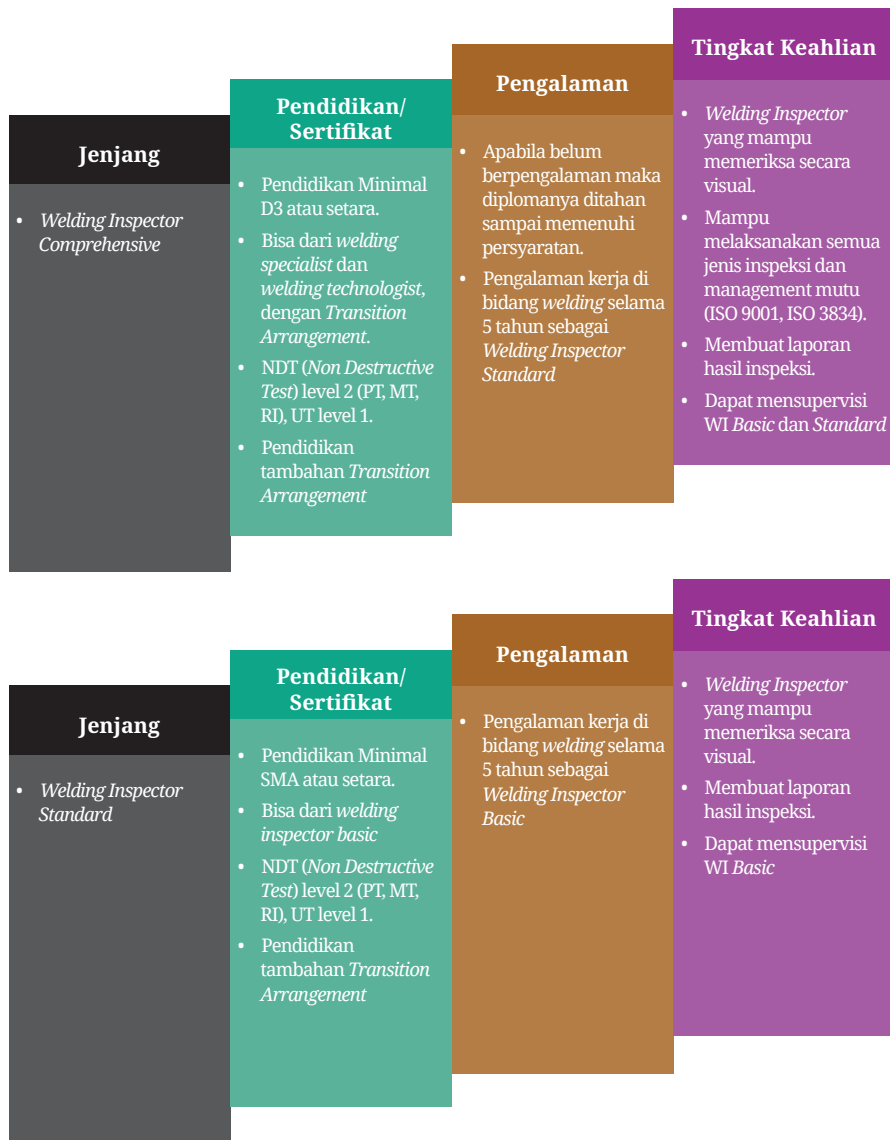 Jenjang
• Welding Inspector
Comprehensive
Pendidikan/
Sertifikat
• Pendidikan Minimal
D3 atau setara.
• Bisa dari welding
specialist dan
welding technologist,
dengan Transition
Arrangement.
• NDT (Non Destructive
Test) level 2 (PT, MT,
RI), UT level 1.
• Pendidikan
tambahan Transition
Arrangement
Pengalaman
• Apabila belum
berpengalaman maka
diplomanya ditahan
sampai memenuhi
persyaratan.
• Pengalaman kerja di
bidang welding selama
5 tahun sebagai
Welding Inspector
Standard
Tingkat Keahlian
• Welding Inspector
yang mampu
memeriksa secara
visual.
• Mampu
melaksanakan semua
jenis inspeksi dan
management mutu
(ISO 9001, ISO 3834).
• Membuat laporan
hasil inspeksi.
• Dapat mensupervisi
WI Basic dan Standard
Jenjang
• Welding Inspector
Standard
Pendidikan/
Sertifikat
• Pendidikan Minimal
SMA atau setara.
• Bisa dari welding
inspector basic
• NDT (Non Destructive
Test) level 2 (PT, MT,
RI), UT level 1.
• Pendidikan
tambahan Transition
Arrangement
Pengalaman
• Pengalaman kerja di
bidang welding selama
5 tahun sebagai
Welding Inspector
Basic
Tingkat Keahlian
• Welding Inspector
yang mampu
memeriksa secara
visual.
• Membuat laporan
hasil inspeksi.
• Dapat mensupervisi
WI Basic